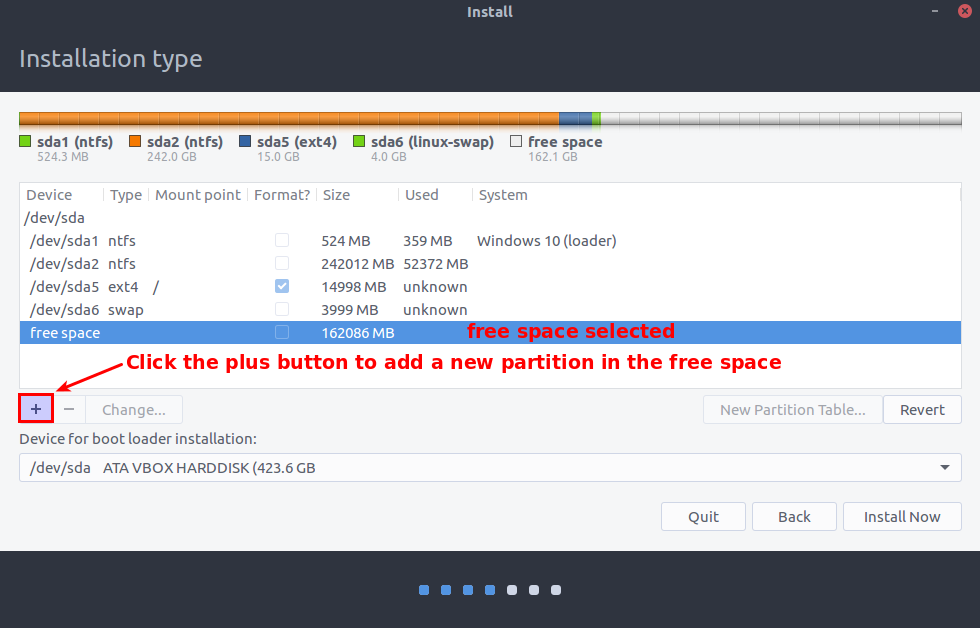 Install
Installation type
sda1 (ntfs) sda2 (ntfs) sda5 (ext4) sda6 (linux-swap) free space
524.3 MB 242.0 GB 15.0 GB 4.0 GB 162.1 GB
Device Type Mount point Format? Size Used System
/dev/sda
/dev/sda1 ntfs 524 MB 359 MB Windows 10 (loader)
/dev/sda2 ntfs 242012 MB 52372 MB
/dev/sda5 ext4 / 14998 MB unknown
/dev/sda6 swap 3999 MB unknown
free space 162086 MB free space selected
Click the plus button to add a new partition in the free space
+ − Change... New Partition Table... Revert
Device for boot loader installation:
/dev/sda ATA VBOX HARDDISK (423.6 GB
Quit Back Install Now